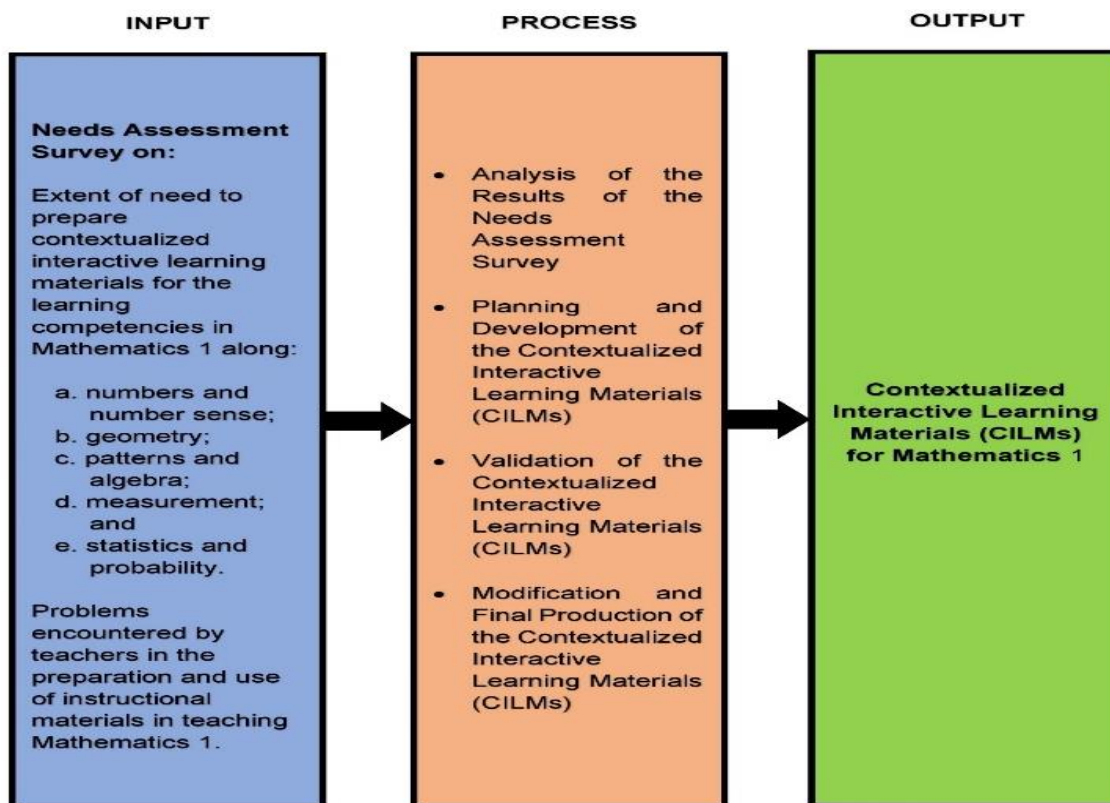 INPUT
Needs Assessment
Survey on:
Extent of need to
prepare
contextualized
interactive learning
materials for the
learning
competencies in
Mathematics 1 along:
a. numbers and
number sense;
b. geometry;
c. patterns and
algebra;
d. measurement;
and
e. statistics and
probability.
Problems
encountered by
teachers in the
preparation and use
of instructional
materials in teaching
Mathematics 1.
PROCESS
• Analysis of the
Results of the
Needs
Assessment
Survey
• Planning and
Development of
the Contextualized
Interactive
Learning Materials
(CILMs)
• Validation of the
Contextualized
Interactive
Learning Materials
(CILMs)
• Modification and
Final Production of
the Contextualized
Interactive
Learning Materials
(CILMs)
OUTPUT
Contextualized
Interactive Learning
Materials (CILMs)
for Mathematics 1